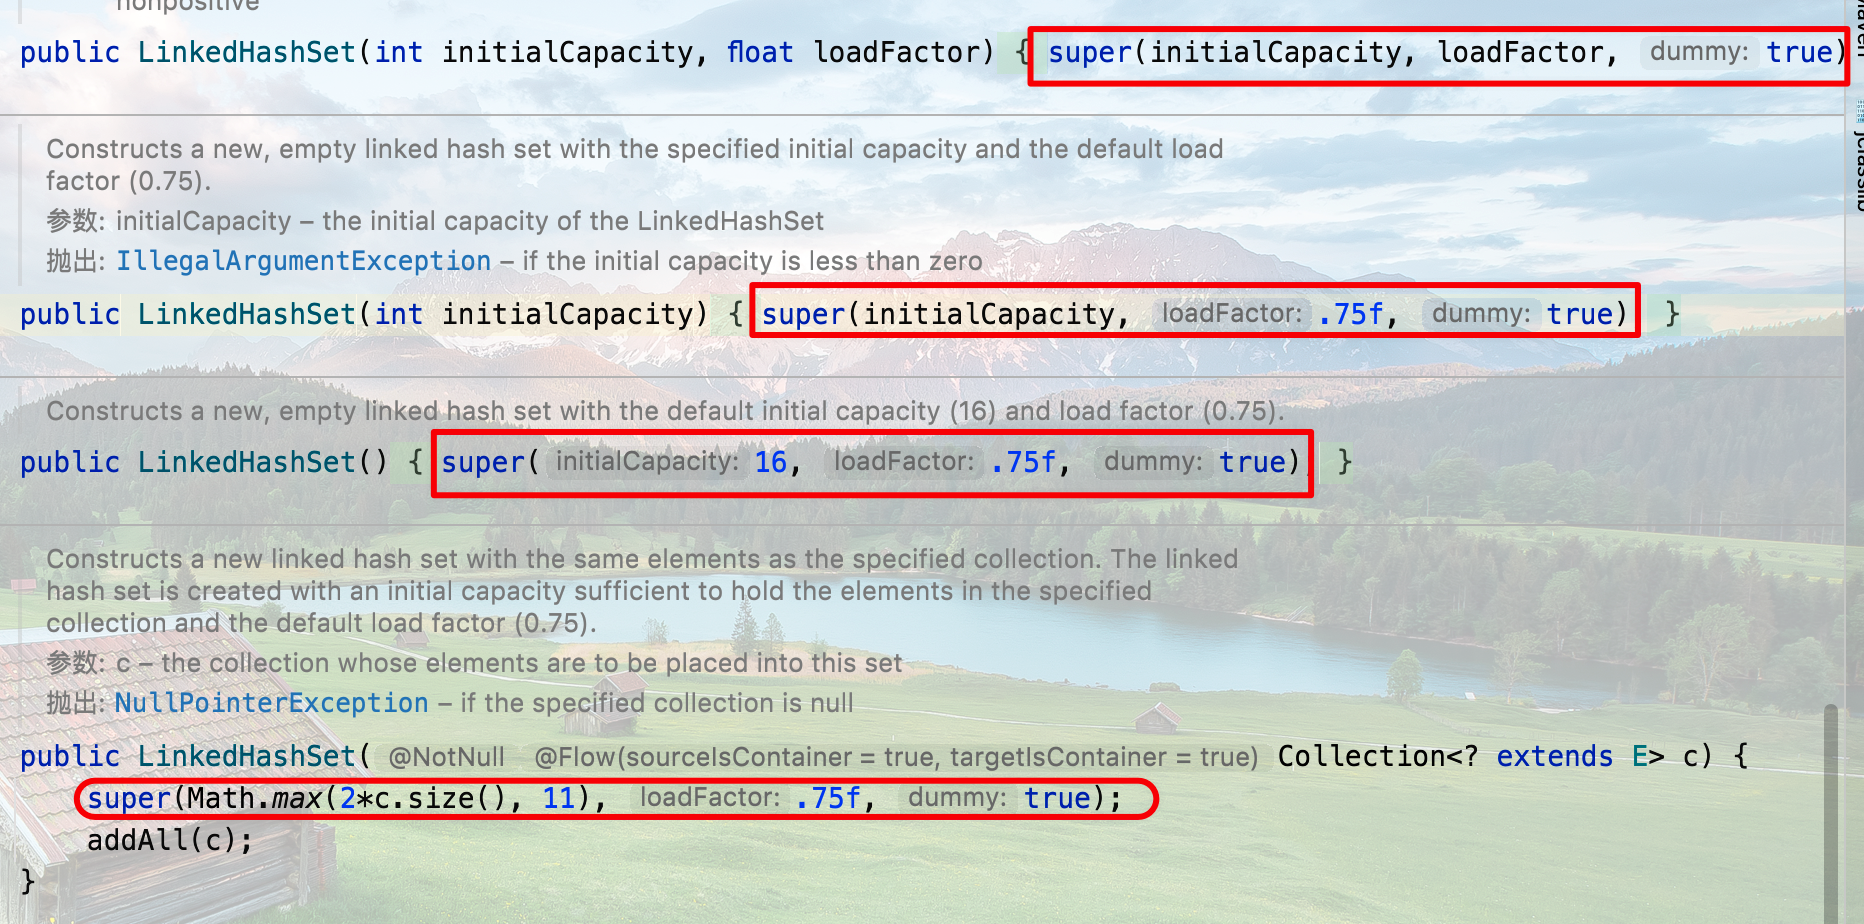 nonpositive
public LinkedHashSet(int initialCapacity, float loadFactor) { super(initialCapacity, loadFactor, dummy: true)
Constructs a new, empty linked hash set with the specified initial capacity and the default load
factor (0.75).
参数: initialCapacity – the initial capacity of the LinkedHashSet
抛出: IllegalArgumentException – if the initial capacity is less than zero
public LinkedHashSet(int initialCapacity) { super(initialCapacity, loadFactor: .75f, dummy: true) }
Constructs a new, empty linked hash set with the default initial capacity (16) and load factor (0.75).
public LinkedHashSet() { super( initialCapacity: 16, loadFactor: .75f, dummy: true) }
Constructs a new linked hash set with the same elements as the specified collection. The linked
hash set is created with an initial capacity sufficient to hold the elements in the specified
collection and the default load factor (0.75).
参数: c – the collection whose elements are to be placed into this set
抛出: NullPointerException – if the specified collection is null
public LinkedHashSet( @NotNull @Flow(sourceIsContainer = true, targetIsContainer = true) Collection<? extends E> c) {
super(Math.max(2*c.size(), 11), loadFactor: .75f, dummy: true);
addAll(c);
}